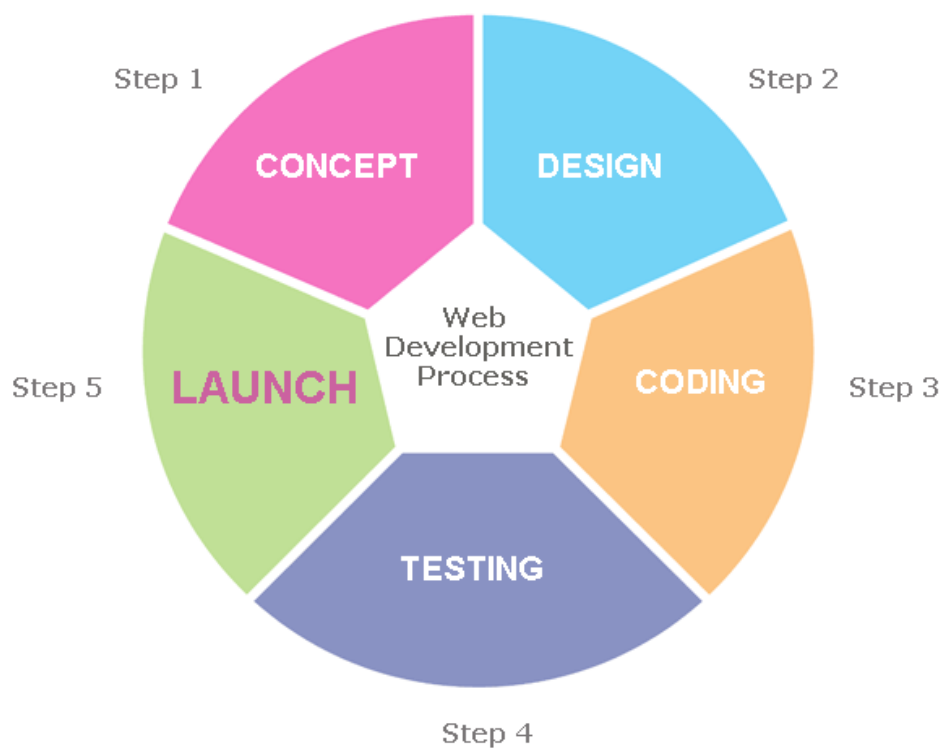 Step 1
CONCEPT
Step 2
DESIGN
Web
Development
Process
Step 3
CODING
Step 4
TESTING
Step 5
LAUNCH